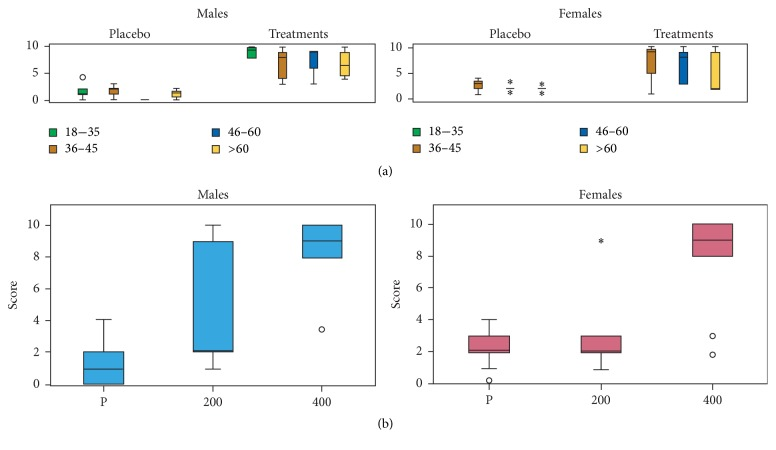 Males
Females
Placebo
Treatments
Placebo
Treatments
10
5
0
10
5
0
18–35
46–60
36–45
>60
18–35
46–60
36–45
>60
(a)
Males
Females
Score
10
8
6
4
2
0
Score
10
8
6
4
2
0
P
200
400
P
200
400
(b)